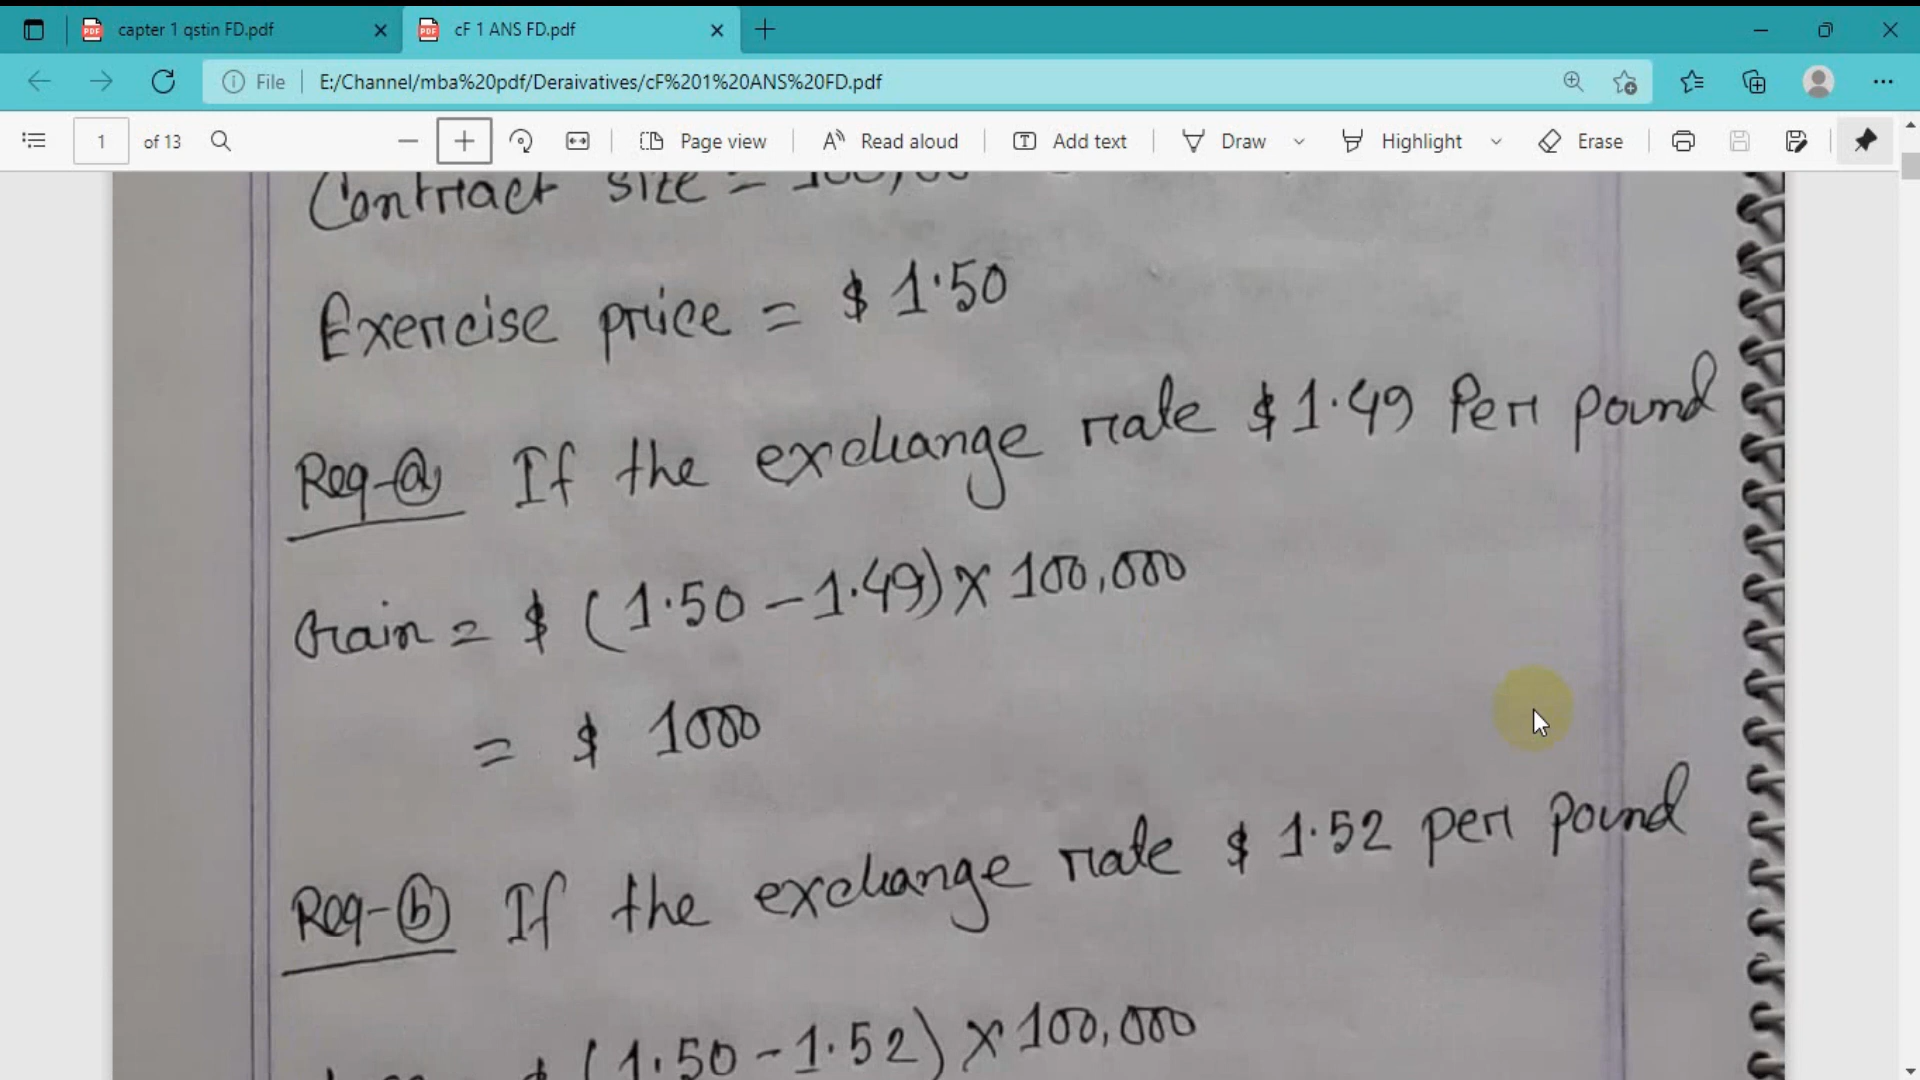 capter 1 qstin FD.pdf
cF 1 ANS FD.pdf
File
E:/Channel/mba%20pdf/Deraivatives/cF%201%20ANS%20FD.pdf
1 of 13
Page view
Read aloud
Add text
Draw
Highlight
Erase
Contract size =
Exercise price = $ 1.50
Req-(a) If the exchange rate $ 1.49 Per pound
Gain = $ (1.50 - 1.49) × 100,000
= $ 1000
Req-(b) If the exchange rate $ 1.52 per pound
$ (1.50 - 1.52) × 100,000